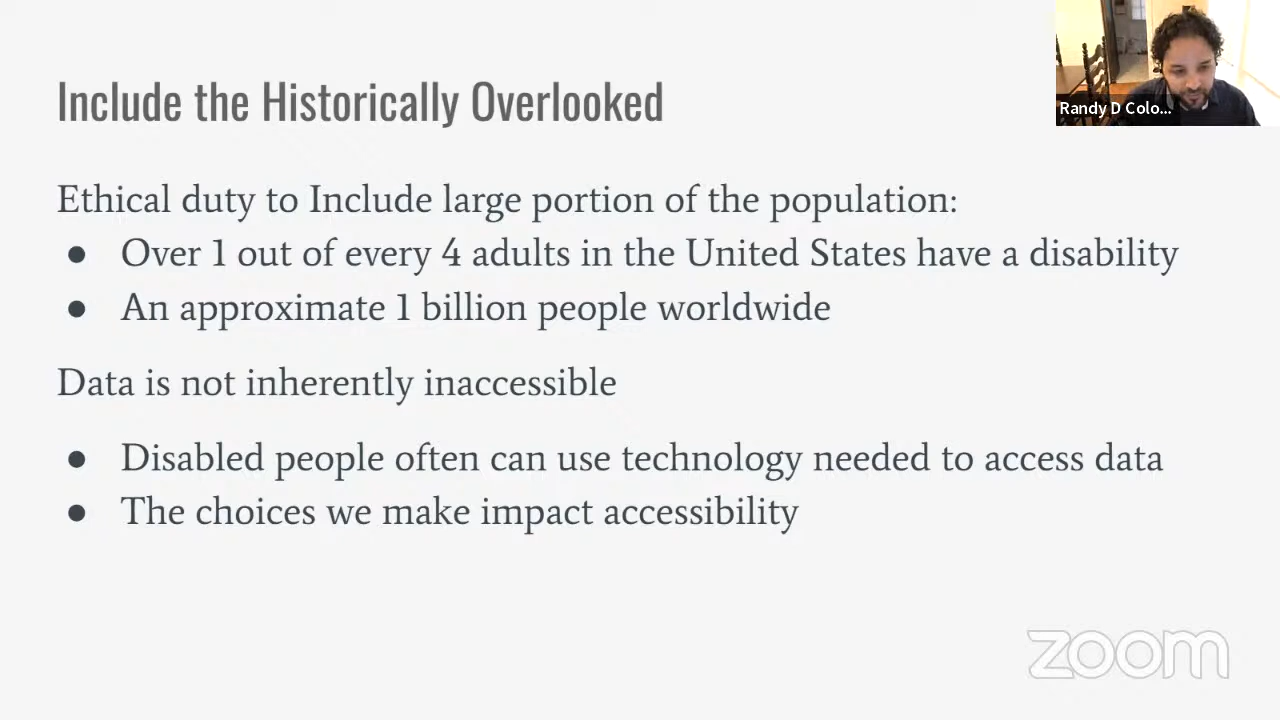 Include the Historically Overlooked
Randy D Colo...
Ethical duty to Include large portion of the population:
● Over 1 out of every 4 adults in the United States have a disability
● An approximate 1 billion people worldwide
Data is not inherently inaccessible
● Disabled people often can use technology needed to access data
● The choices we make impact accessibility
zoom